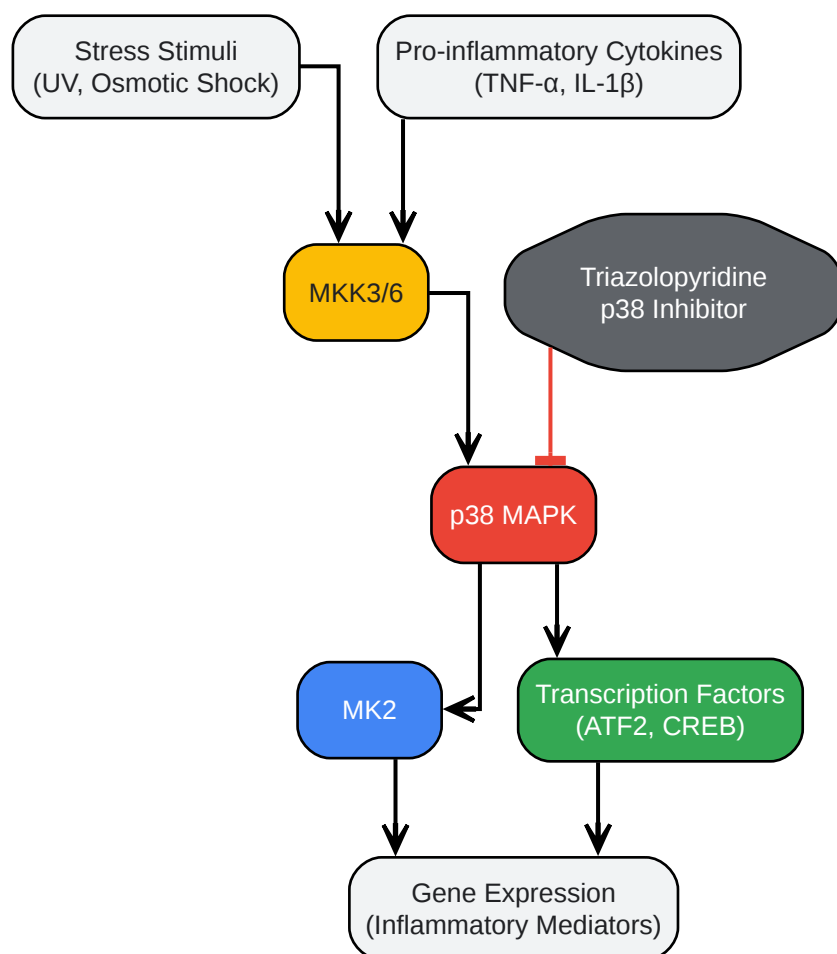 Stress Stimuli
(UV, Osmotic Shock)
Pro-inflammatory Cytokines
(TNF-α, IL-1β)
MKK3/6
Triazolopyridine
p38 Inhibitor
p38 MAPK
MK2
Transcription Factors
(ATF2, CREB)
Gene Expression
(Inflammatory Mediators)